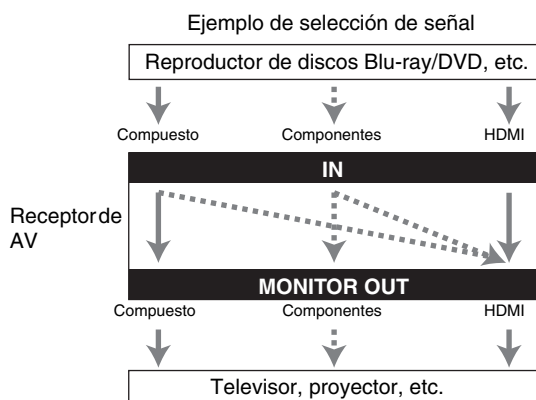 Ejemplo de selección de señal
Reproductor de discos Blu-ray/DVD, etc.
Compuesto Componentes HDMI
IN
Receptor de
AV
MONITOR OUT
Compuesto Componentes HDMI
Televisor, proyector, etc.